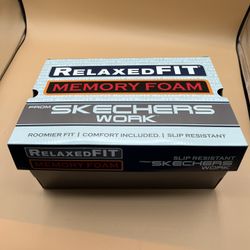 RELAXED FIT
MEMORY FOAM
FROM SKECHERS
WORK
ROOMIER FIT | COMFORT INCLUDED. | SLIP RESISTANT
RELAXED FIT
MEMORY FOAM
SLIP RESISTANT
FROM SKECHERS
WORK